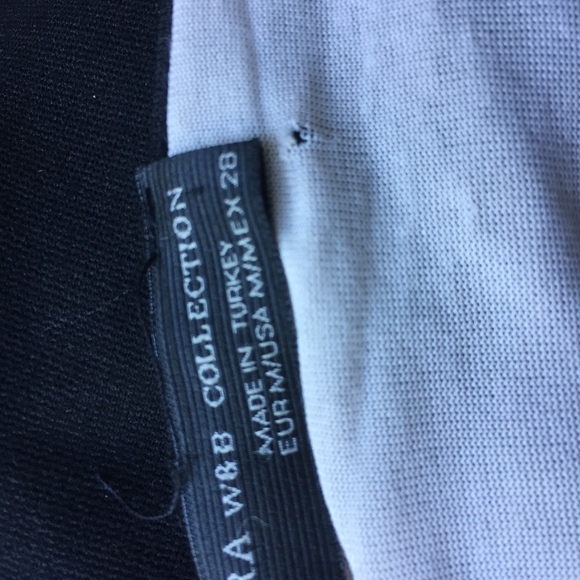 RA W&B COLLECTION
MADE IN TURKEY
EUR M/USA M/MEX 28